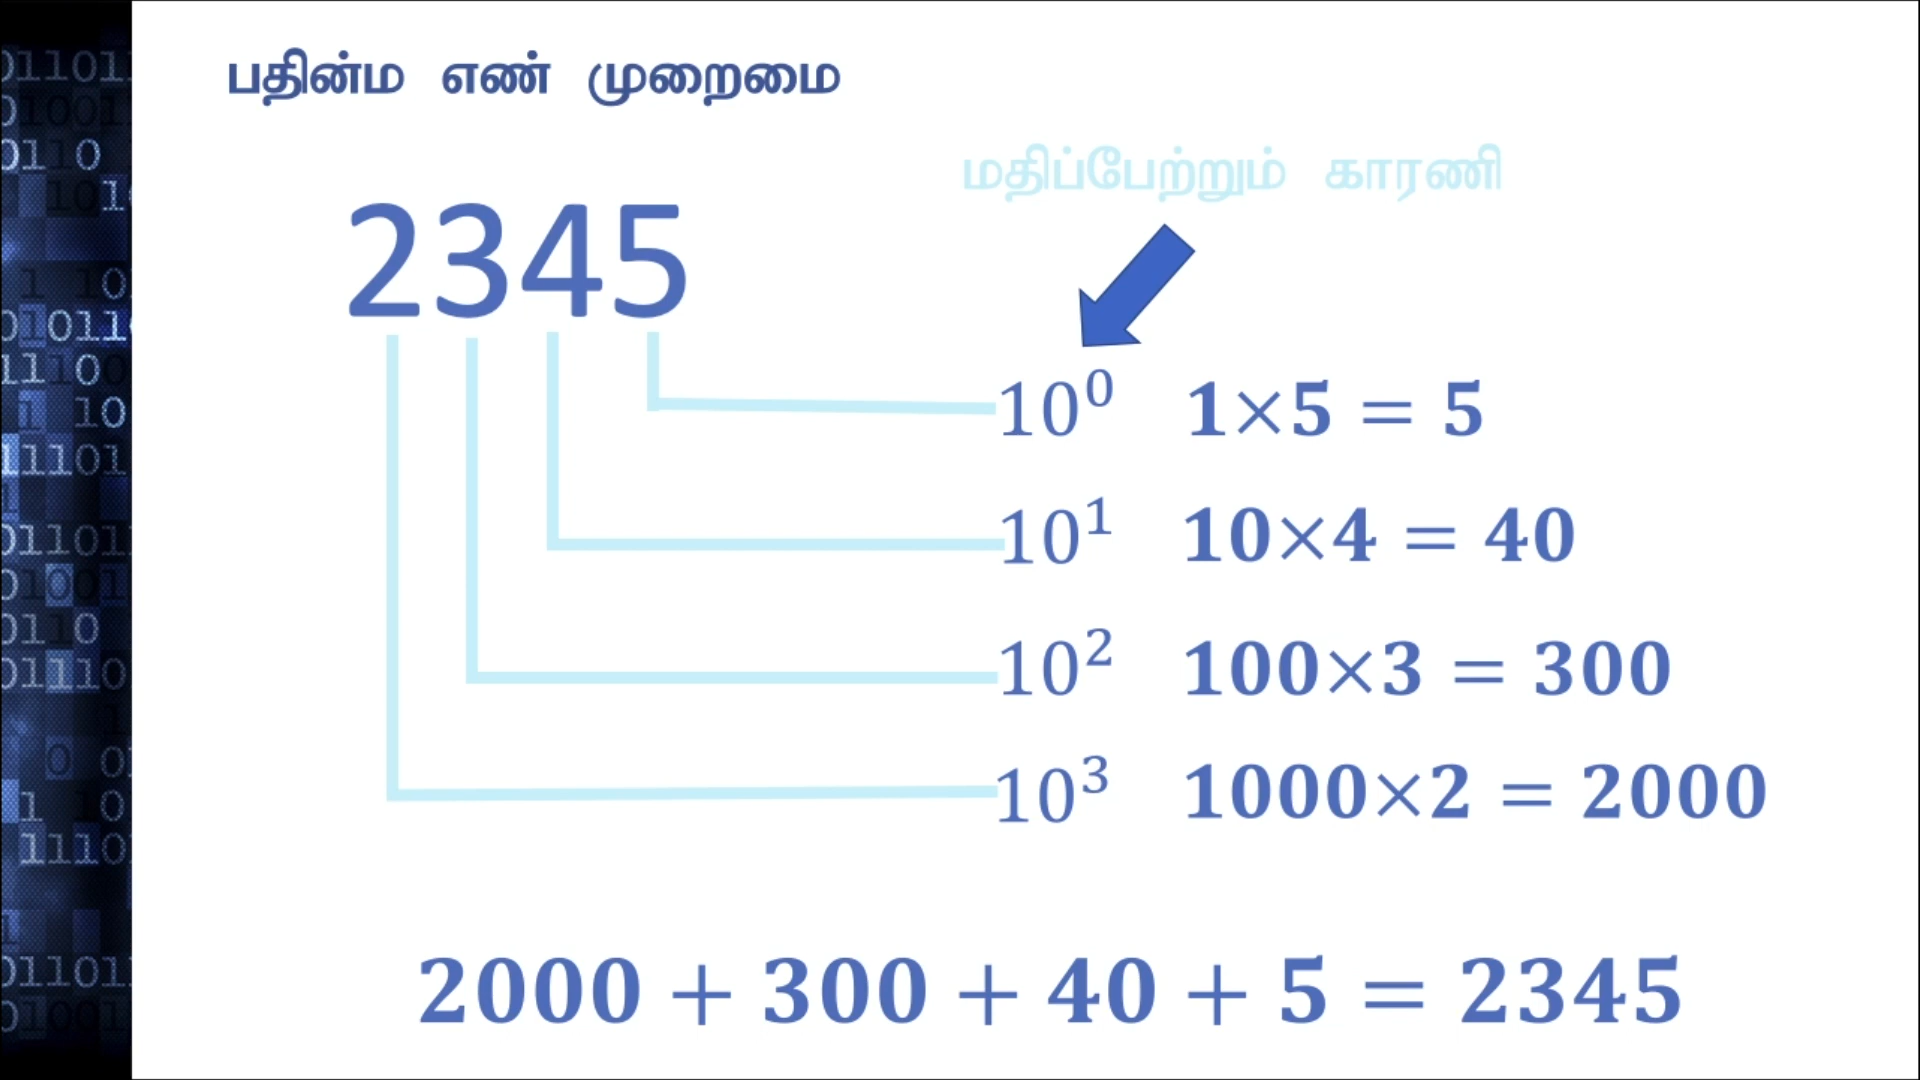 பதின்ம எண் முறைமை
மதிப்பேற்றும் காரணி
2345
10⁰ 1×5 = 5
10¹ 10×4 = 40
10² 100×3 = 300
10³ 1000×2 = 2000
2000 + 300 + 40 + 5 = 2345